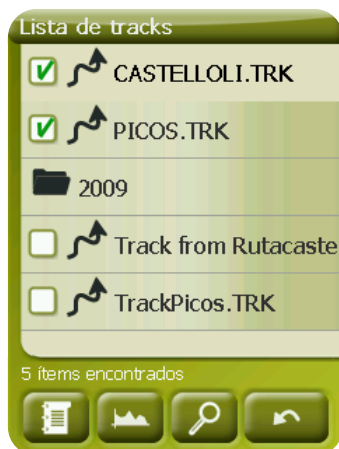 Lista de tracks
CASTELLOLI.TRK
PICOS.TRK
2009
Track from Rutacaste
TrackPicos.TRK
5 ítems encontrados